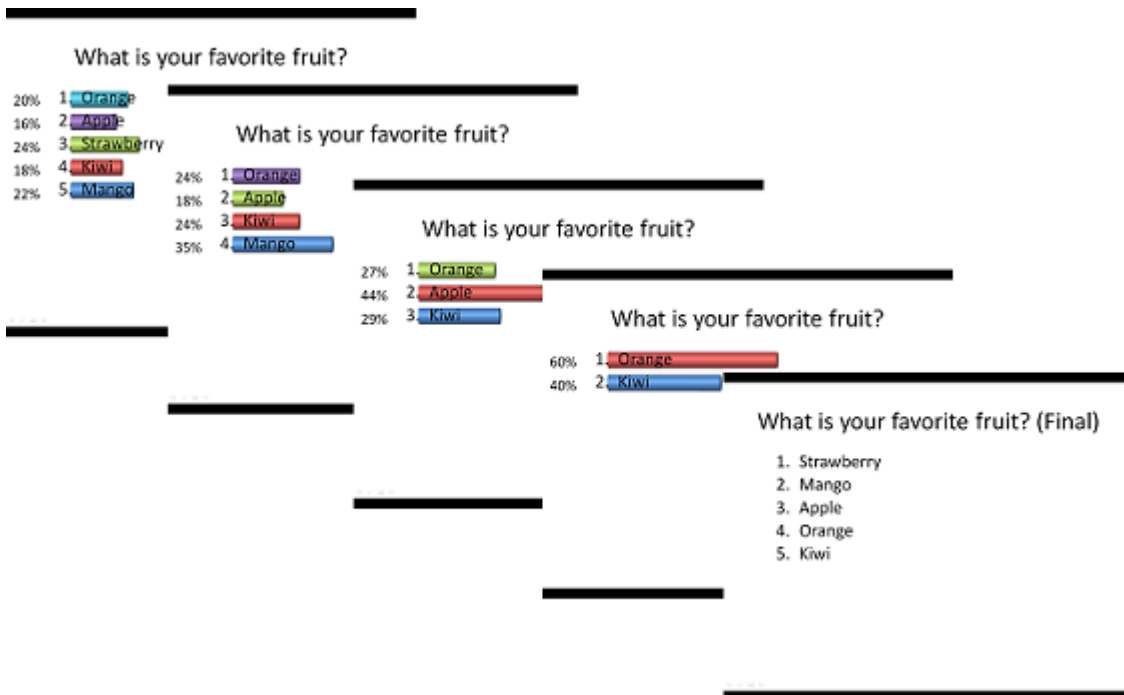 What is your favorite fruit?
20% 1. Orange
16% 2. Apple
24% 3. Strawberry
18% 4. Kiwi
22% 5. Mango
What is your favorite fruit?
24% 1. Orange
18% 2. Apple
24% 3. Kiwi
35% 4. Mango
What is your favorite fruit?
27% 1. Orange
44% 2. Apple
29% 3. Kiwi
What is your favorite fruit?
60% 1. Orange
40% 2. Kiwi
What is your favorite fruit? (Final)
1. Strawberry
2. Mango
3. Apple
4. Orange
5. Kiwi